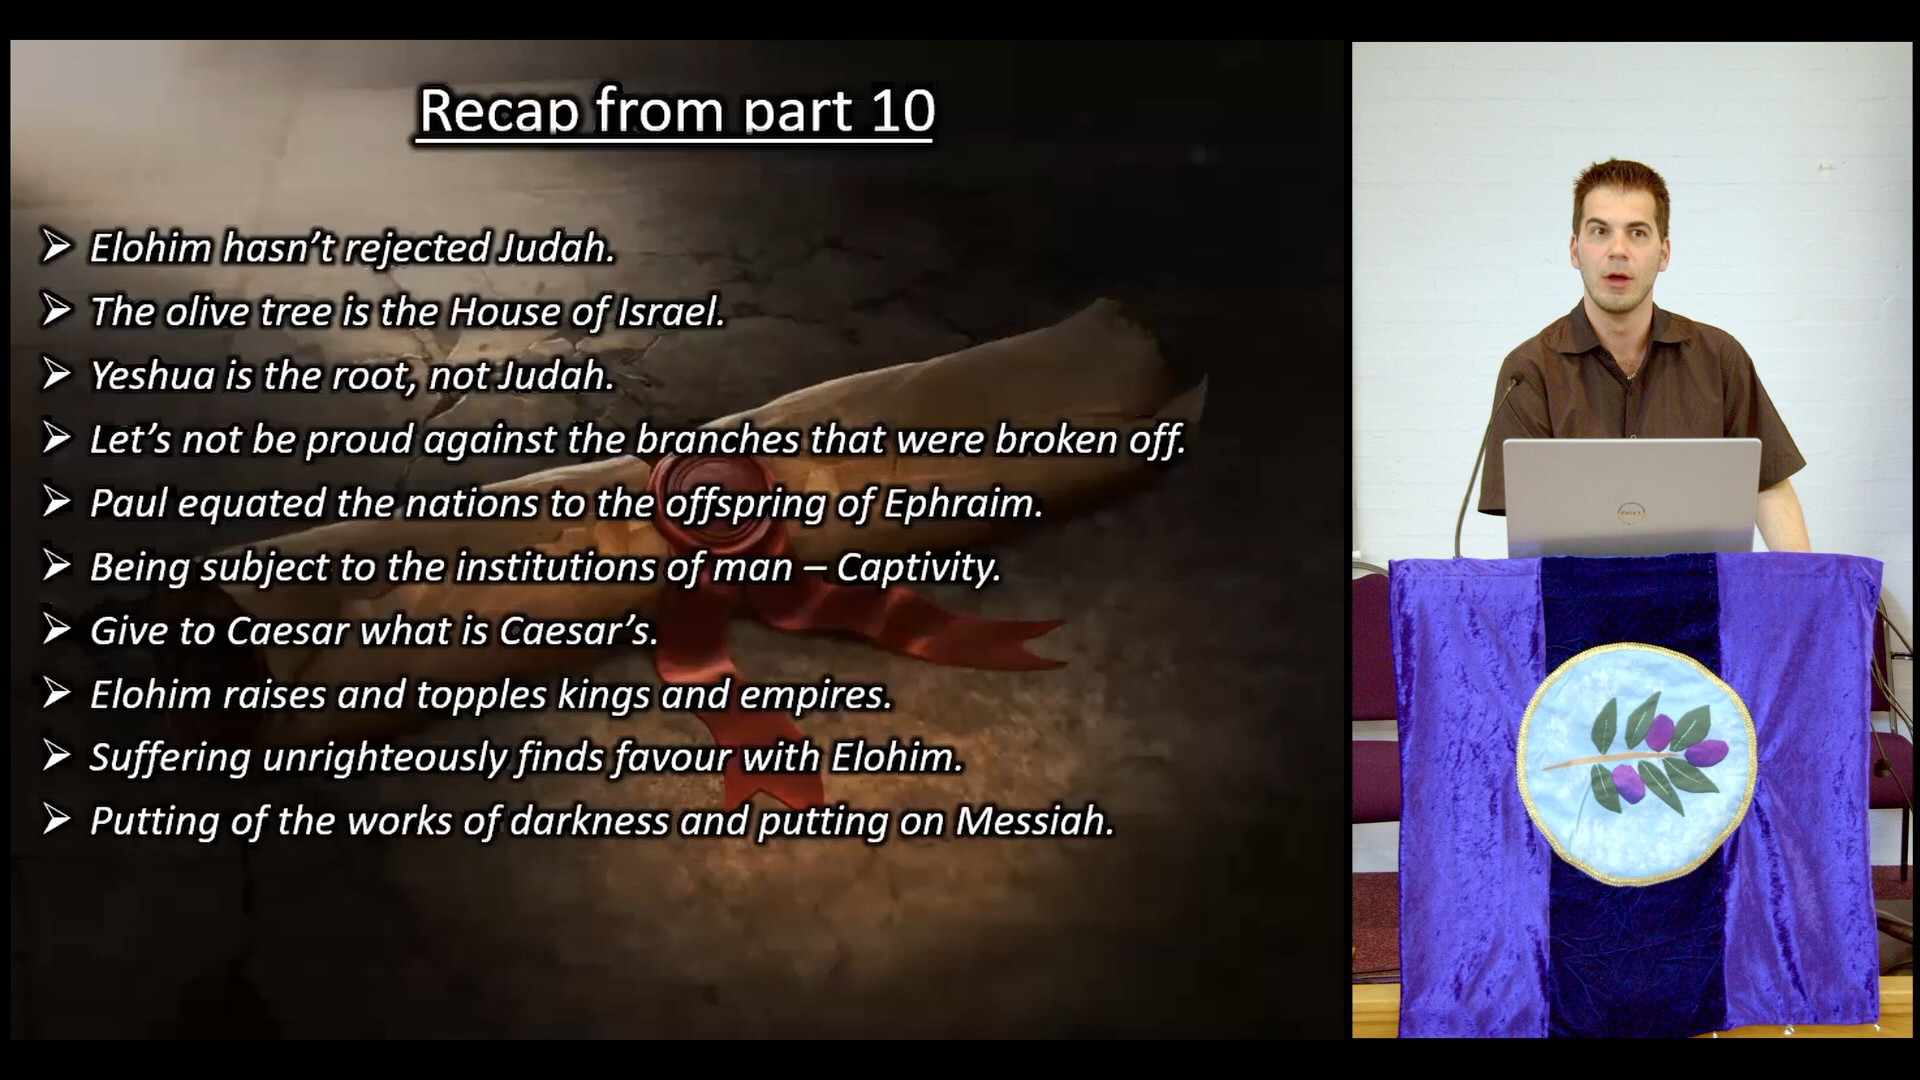 Recap from part 10
➢ Elohim hasn’t rejected Judah.
➢ The olive tree is the House of Israel.
➢ Yeshua is the root, not Judah.
➢ Let’s not be proud against the branches that were broken off.
➢ Paul equated the nations to the offspring of Ephraim.
➢ Being subject to the institutions of man – Captivity.
➢ Give to Caesar what is Caesar’s.
➢ Elohim raises and topples kings and empires.
➢ Suffering unrighteously finds favour with Elohim.
➢ Putting of the works of darkness and putting on Messiah.
DELL